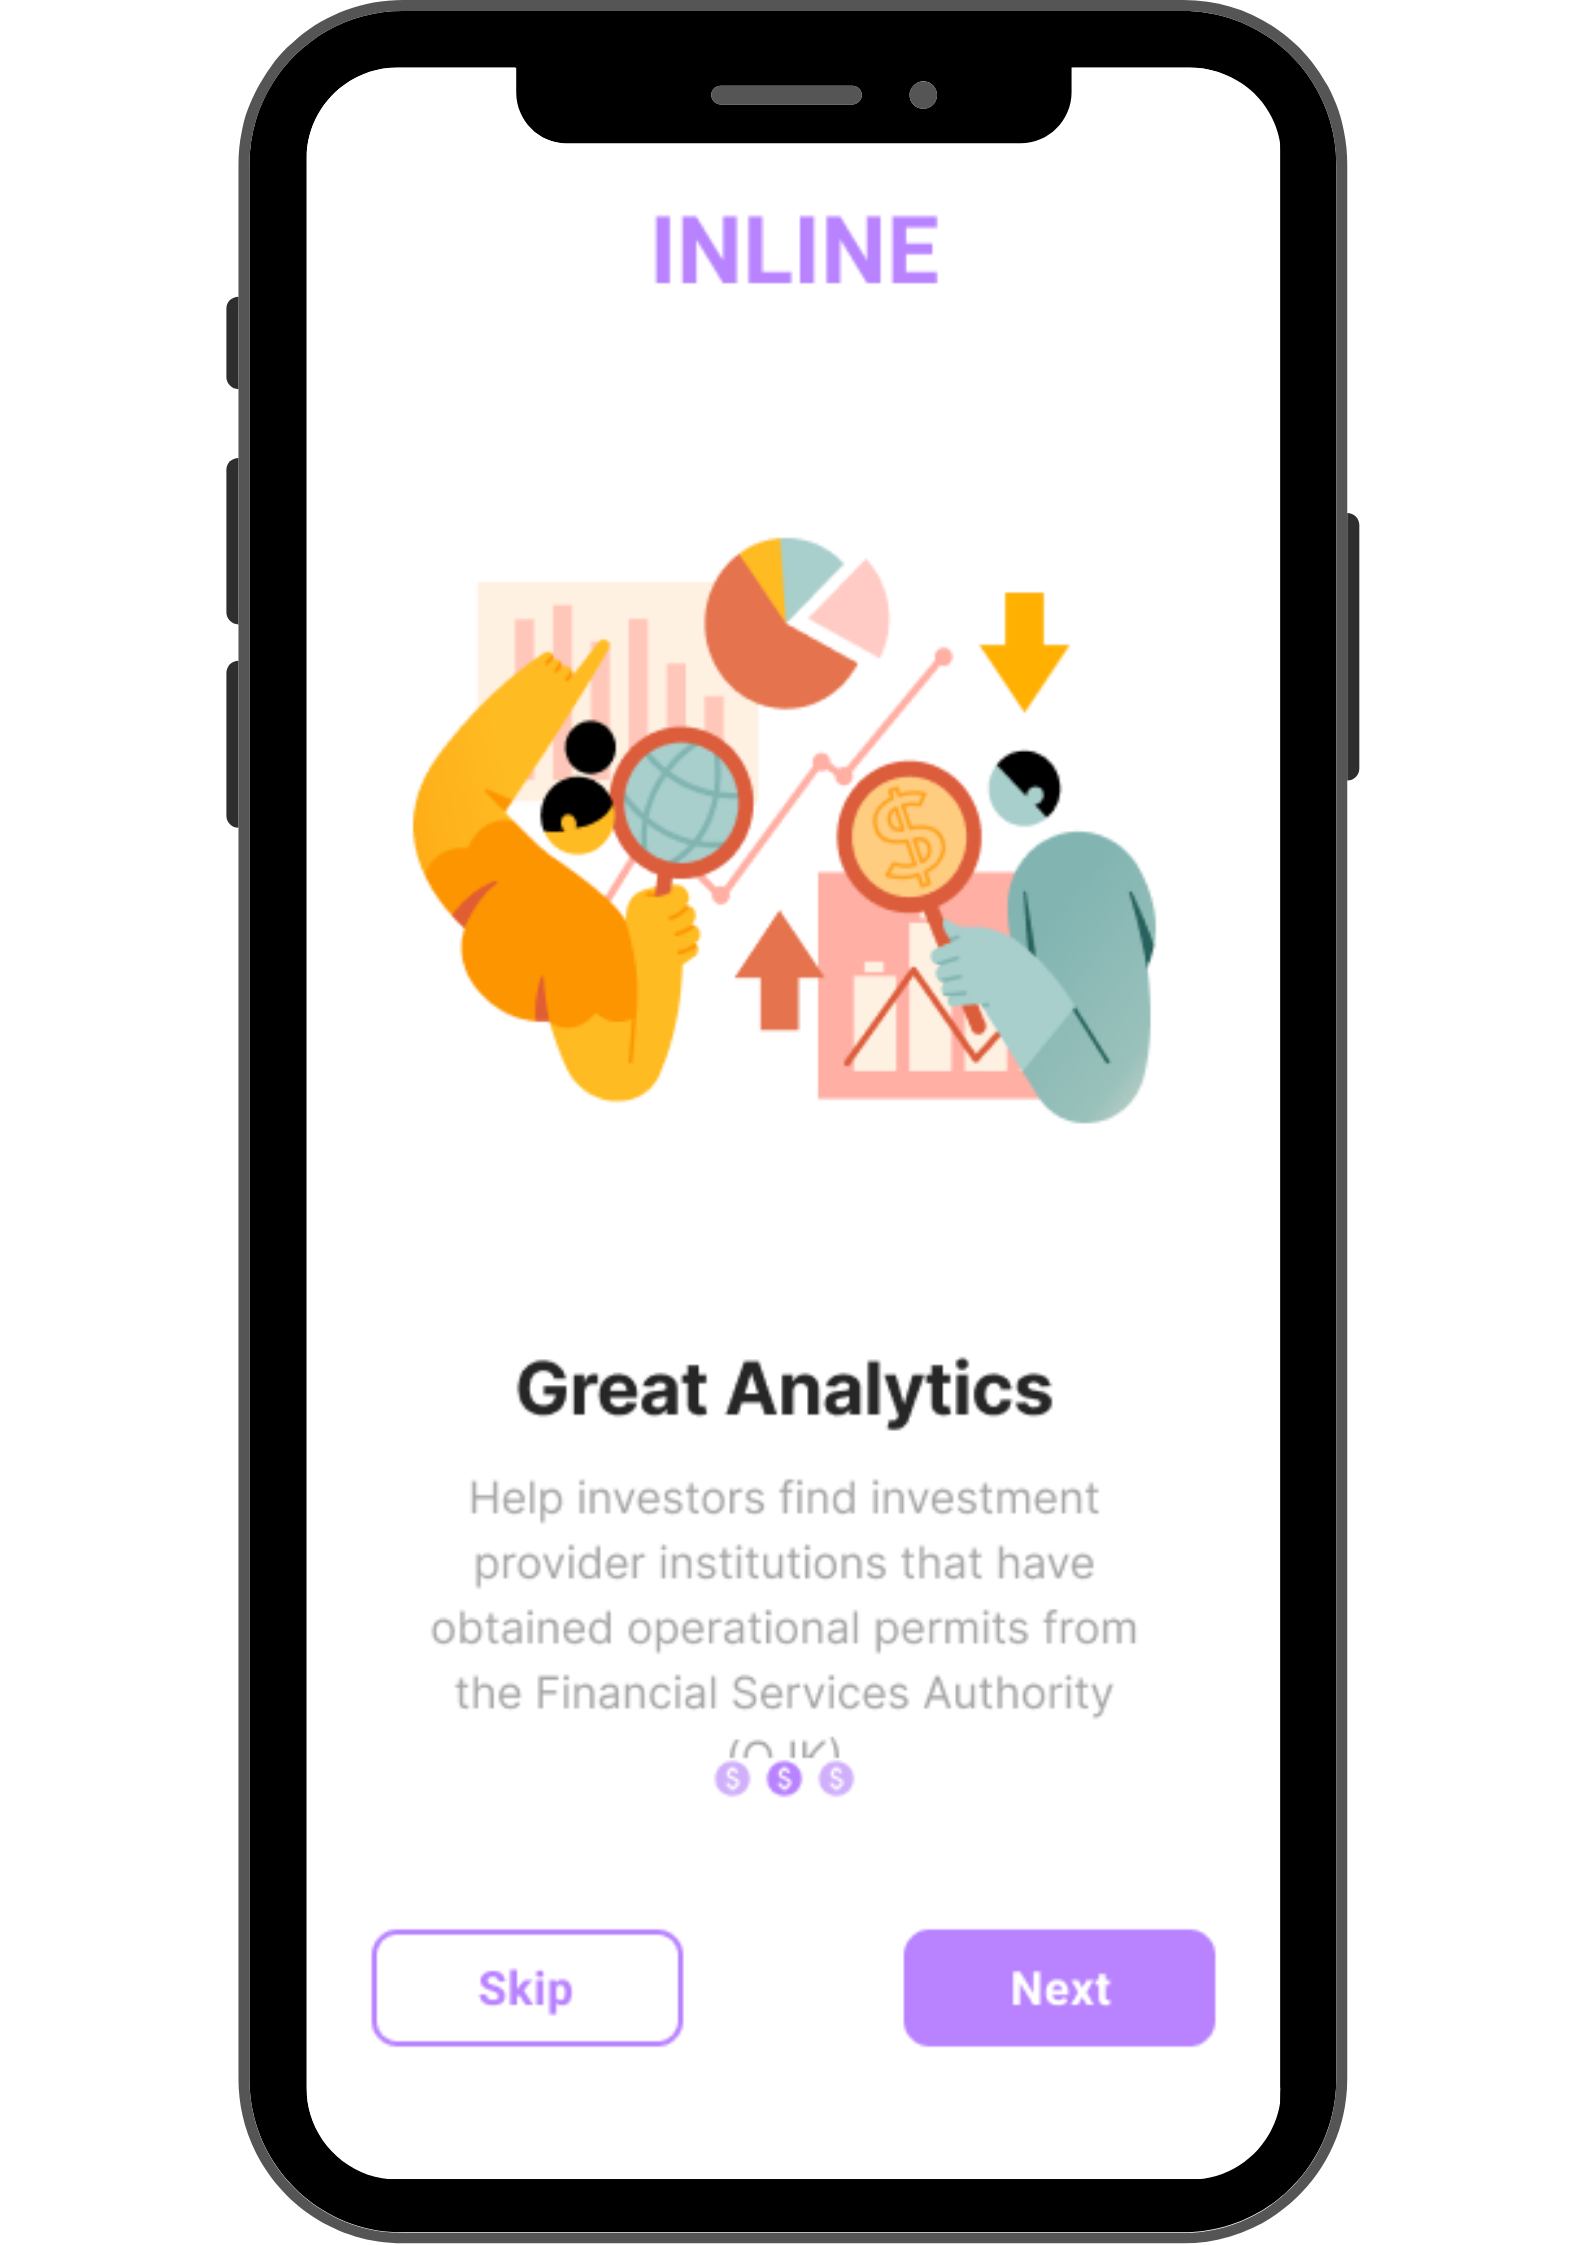 INLINE
$
Great Analytics
Help investors find investment
provider institutions that have
obtained operational permits from
the Financial Services Authority
(OJK)
$ $ $
Skip
Next